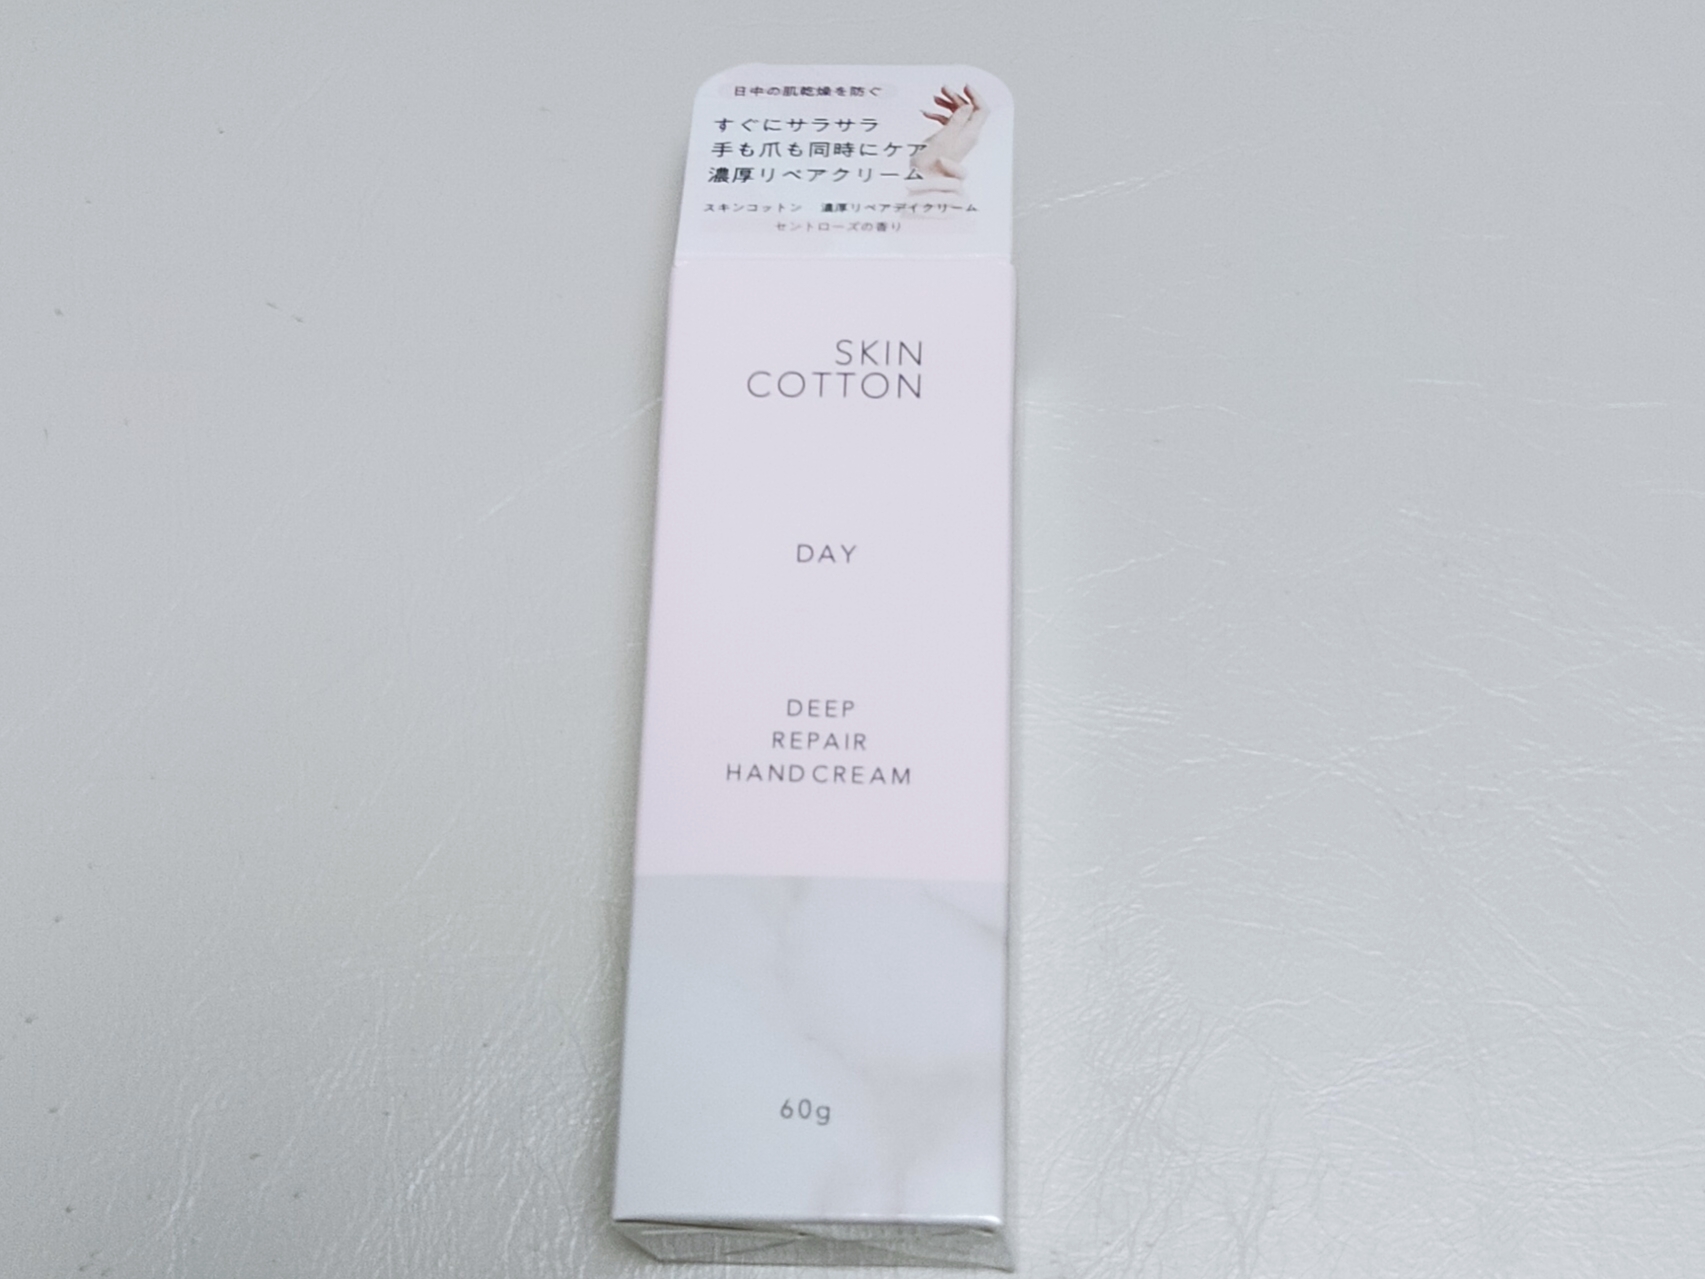 日中の肌乾燥を防ぐ
すぐにサラサラ
手も爪も同時にケア
濃厚リペアクリーム
スキンコットン 濃厚リペアデイクリーム
セントローズの香り
SKIN
COTTON
DAY
DEEP
REPAIR
HAND CREAM
60g